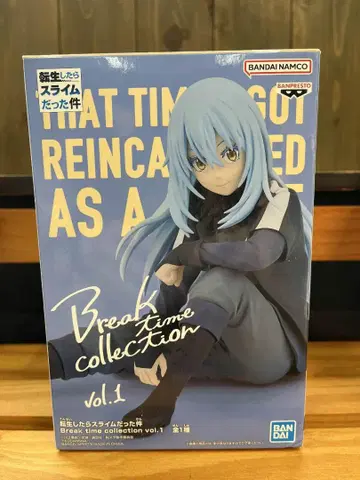 転生したら
スライム
だった件
BANDAI NAMCO
BANPRESTO
THAT TIME I GOT
REINCARNATED
AS A
Break
time
collection
vol.1
転生したらスライムだった件
Break time collection vol.1 全1種
BAN
DAI